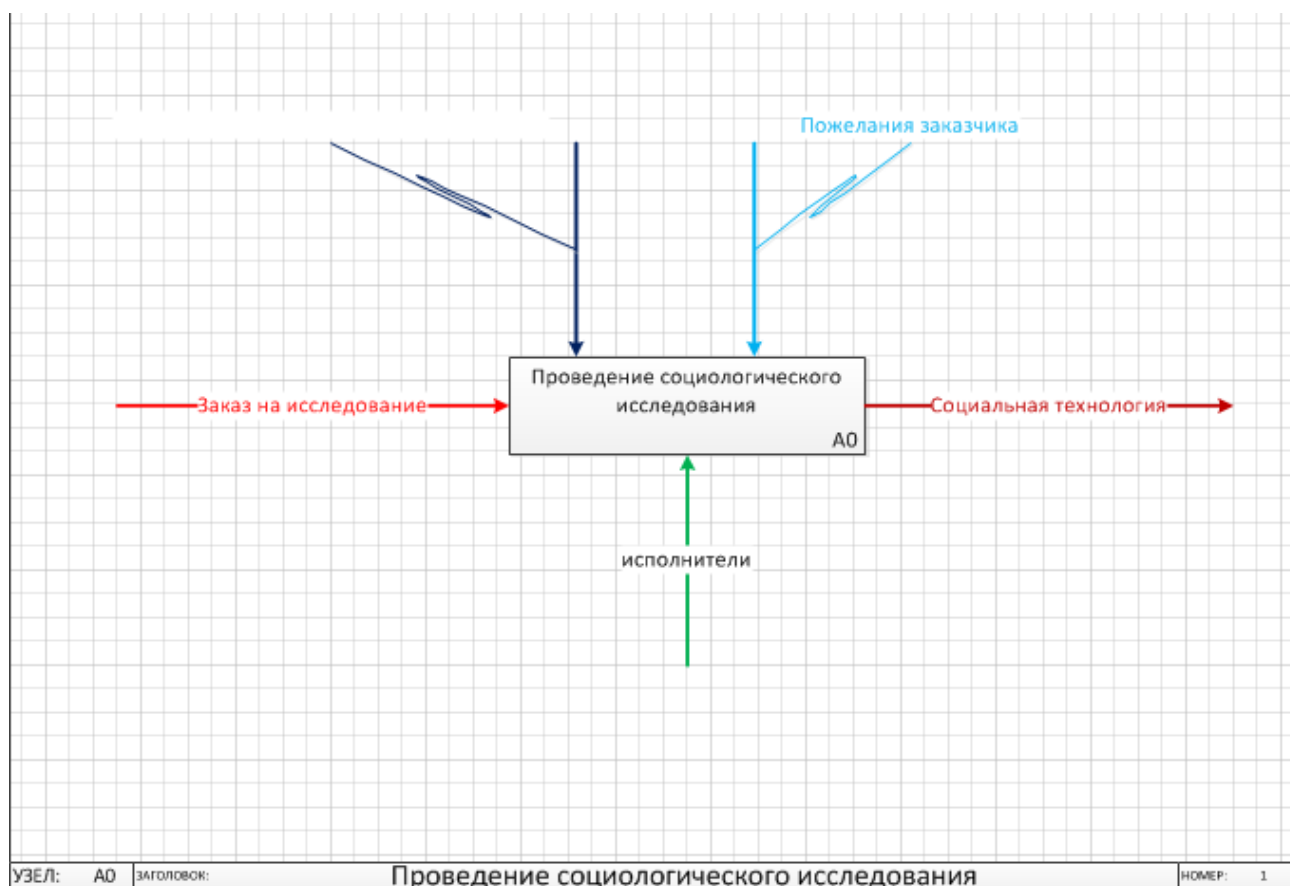 Пожелания заказчика
Проведение социологического
исследования
A0
Заказ на исследование
Социальная технология
исполнители
УЗЕЛ: A0 ЗАГОЛОВОК: Проведение социологического исследования НОМЕР: 1